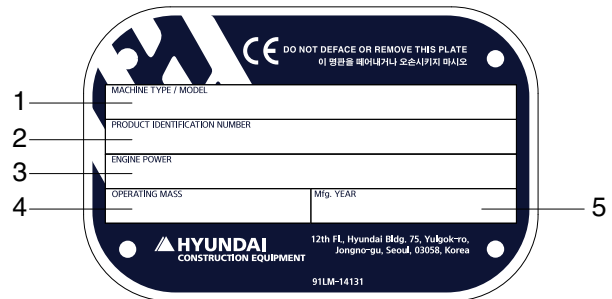 CE DO NOT DEFACE OR REMOVE THIS PLATE
이 명판을 떼어내거나 오손시키지 마시오
1 MACHINE TYPE / MODEL
2 PRODUCT IDENTIFICATION NUMBER
3 ENGINE POWER
4 OPERATING MASS Mfg. YEAR 5
HYUNDAI
CONSTRUCTION EQUIPMENT
12th Fl., Hyundai Bldg. 75, Yulgok-ro,
Jongno-gu, Seoul, 03058, Korea
91LM-14131